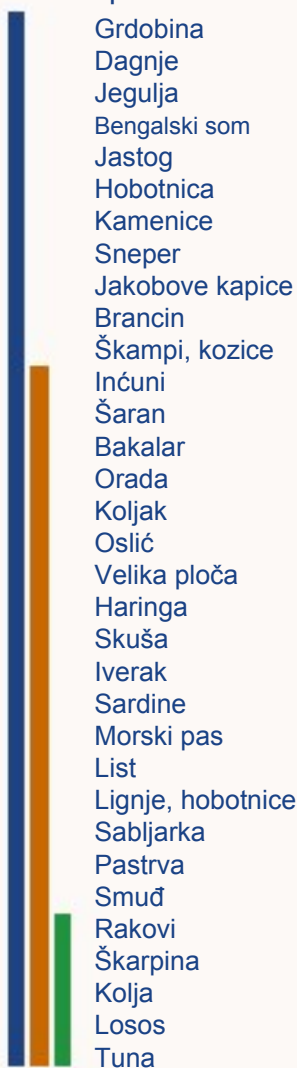 Grdobina
Dagnje
Jegulja
Bengalski som
Jastog
Hobotnica
Kamenice
Sneper
Jakobove kapice
Brancin
Škampi, kozice
Inćuni
Šaran
Bakalar
Orada
Koljak
Oslić
Velika ploča
Haringa
Skuša
Iverak
Sardine
Morski pas
List
Lignje, hobotnice
Sabljarka
Pastrva
Smuđ
Rakovi
Škarpina
Kolja
Losos
Tuna